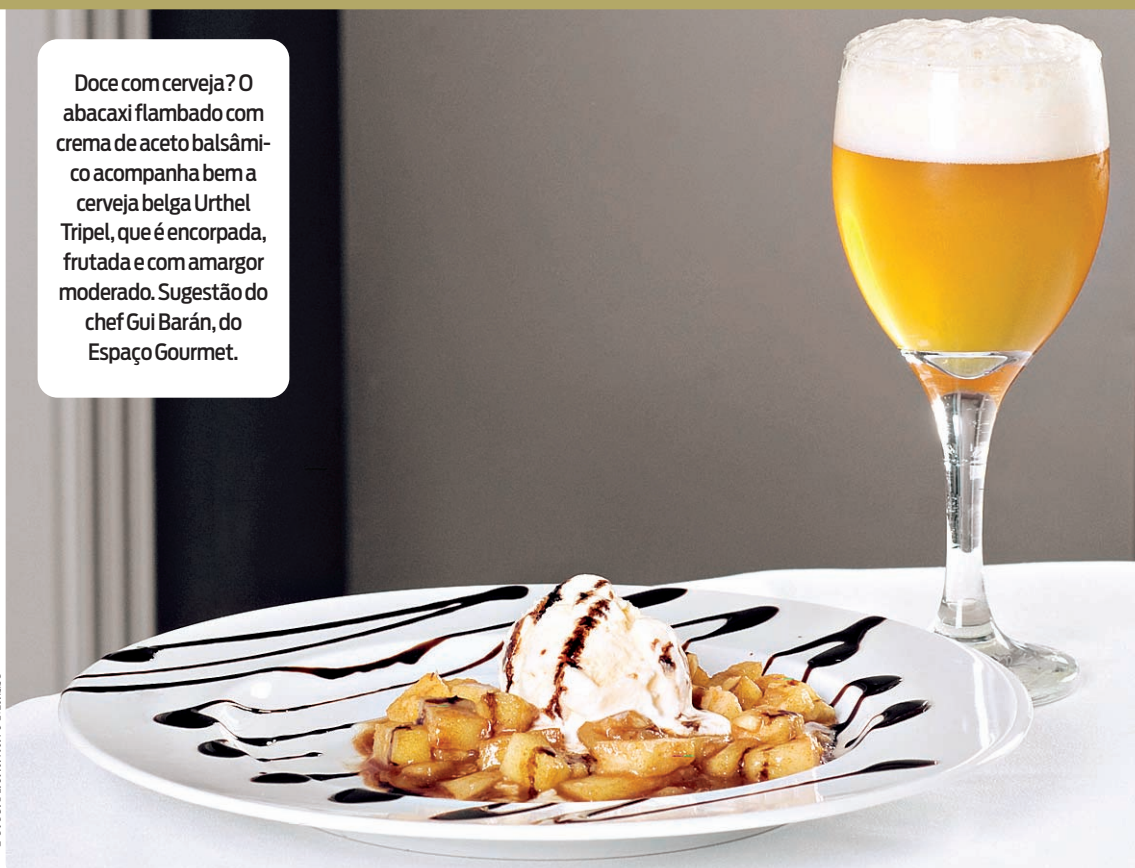 Doce com cerveja? O
abacaxi flambado com
crema de aceto balsâmi-
co acompanha bem a
cerveja belga Urthel
Tripel, que é encorpada,
frutada e com amargor
moderado. Sugestão do
chef Gui Barán, do
Espaço Gourmet.